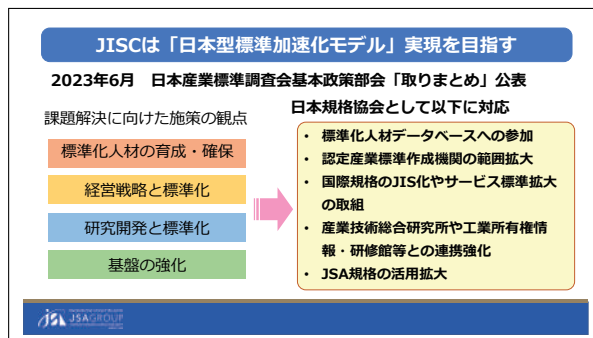 JISCは「日本型標準加速化モデル」実現を目指す
2023年6月　日本産業標準調査会基本政策部会「取りまとめ」公表
課題解決に向けた施策の観点
標準化人材の育成・確保
経営戦略と標準化
研究開発と標準化
基盤の強化
日本規格協会として以下に対応
・ 標準化人材データベースへの参加
・ 認定産業標準作成機関の範囲拡大
・ 国際規格のJIS化やサービス標準拡大
の取組
・ 産業技術総合研究所や工業所有権情
報・研修館等との連携強化
・ JSA規格の活用拡大
JSA JSAGROUP